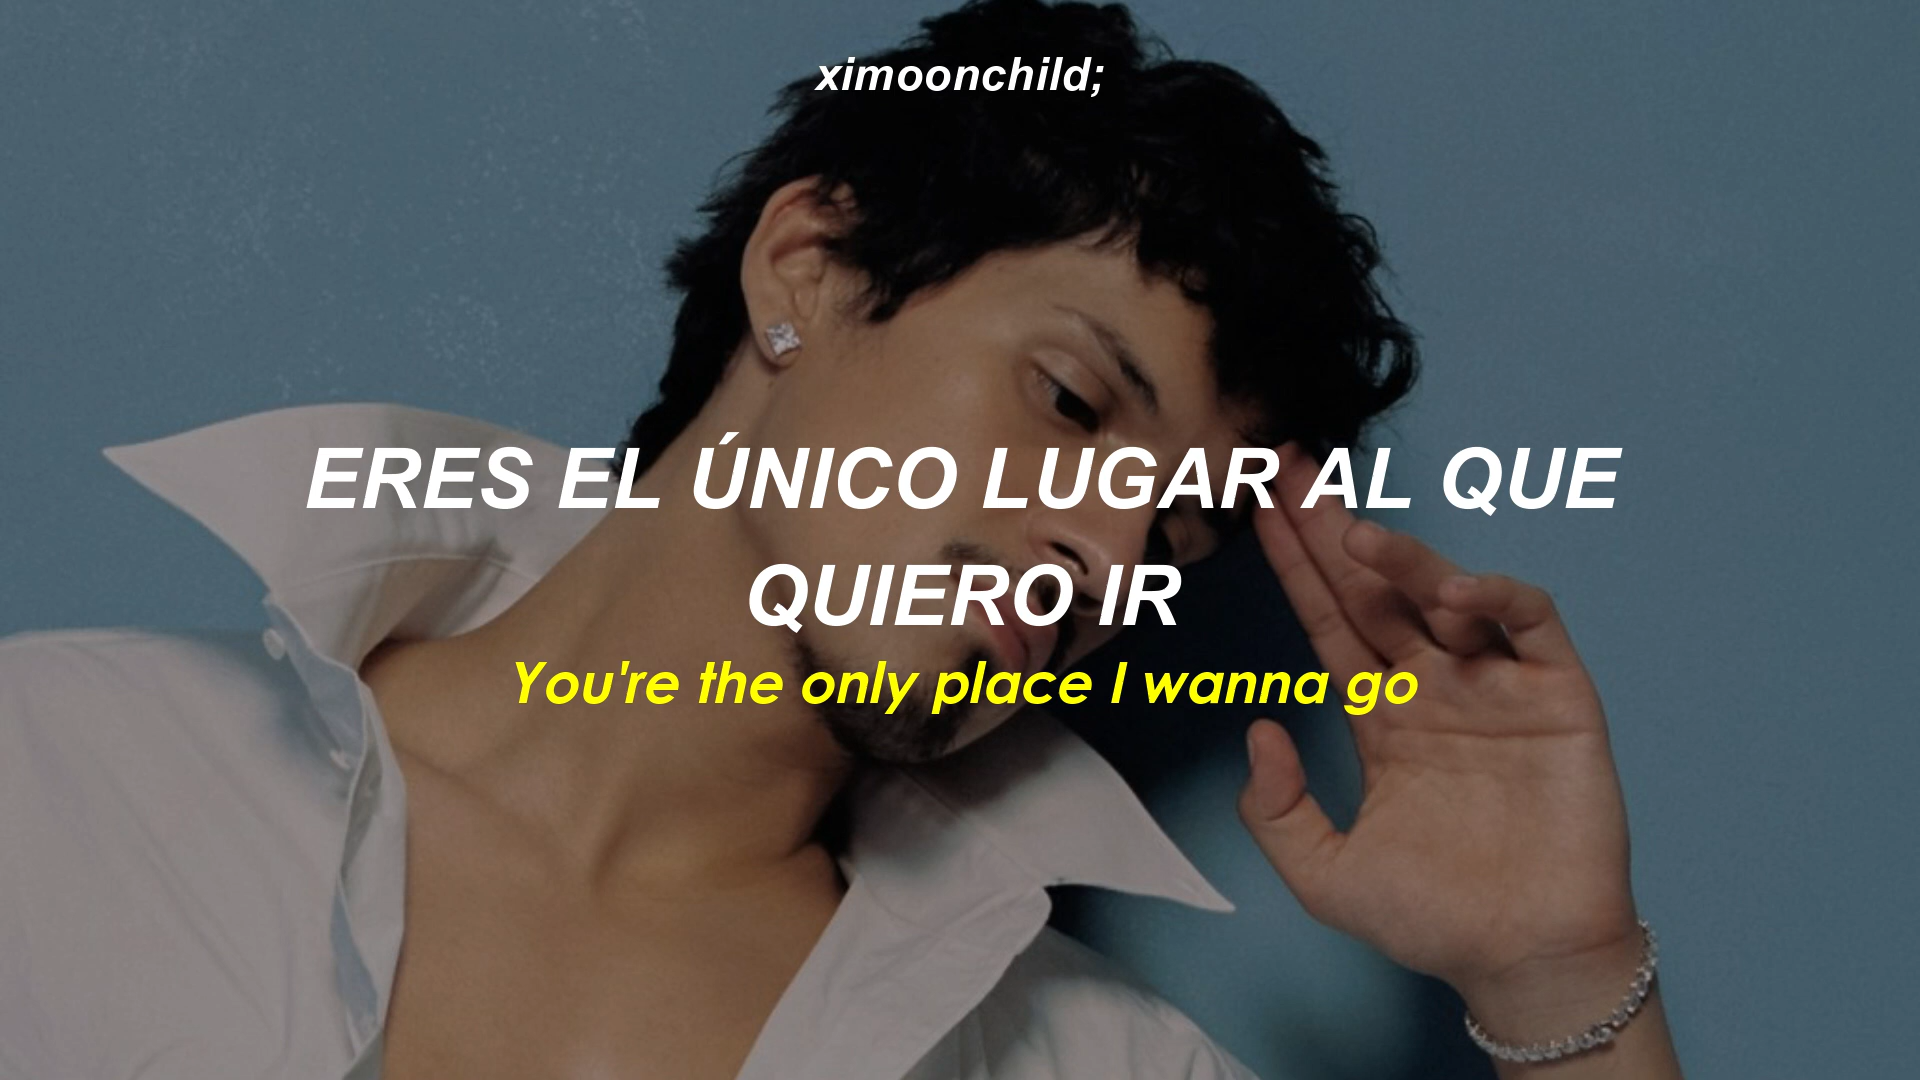 ximoonchild;
ERES EL ÚNICO LUGAR AL QUE
QUIERO IR
You're the only place I wanna go